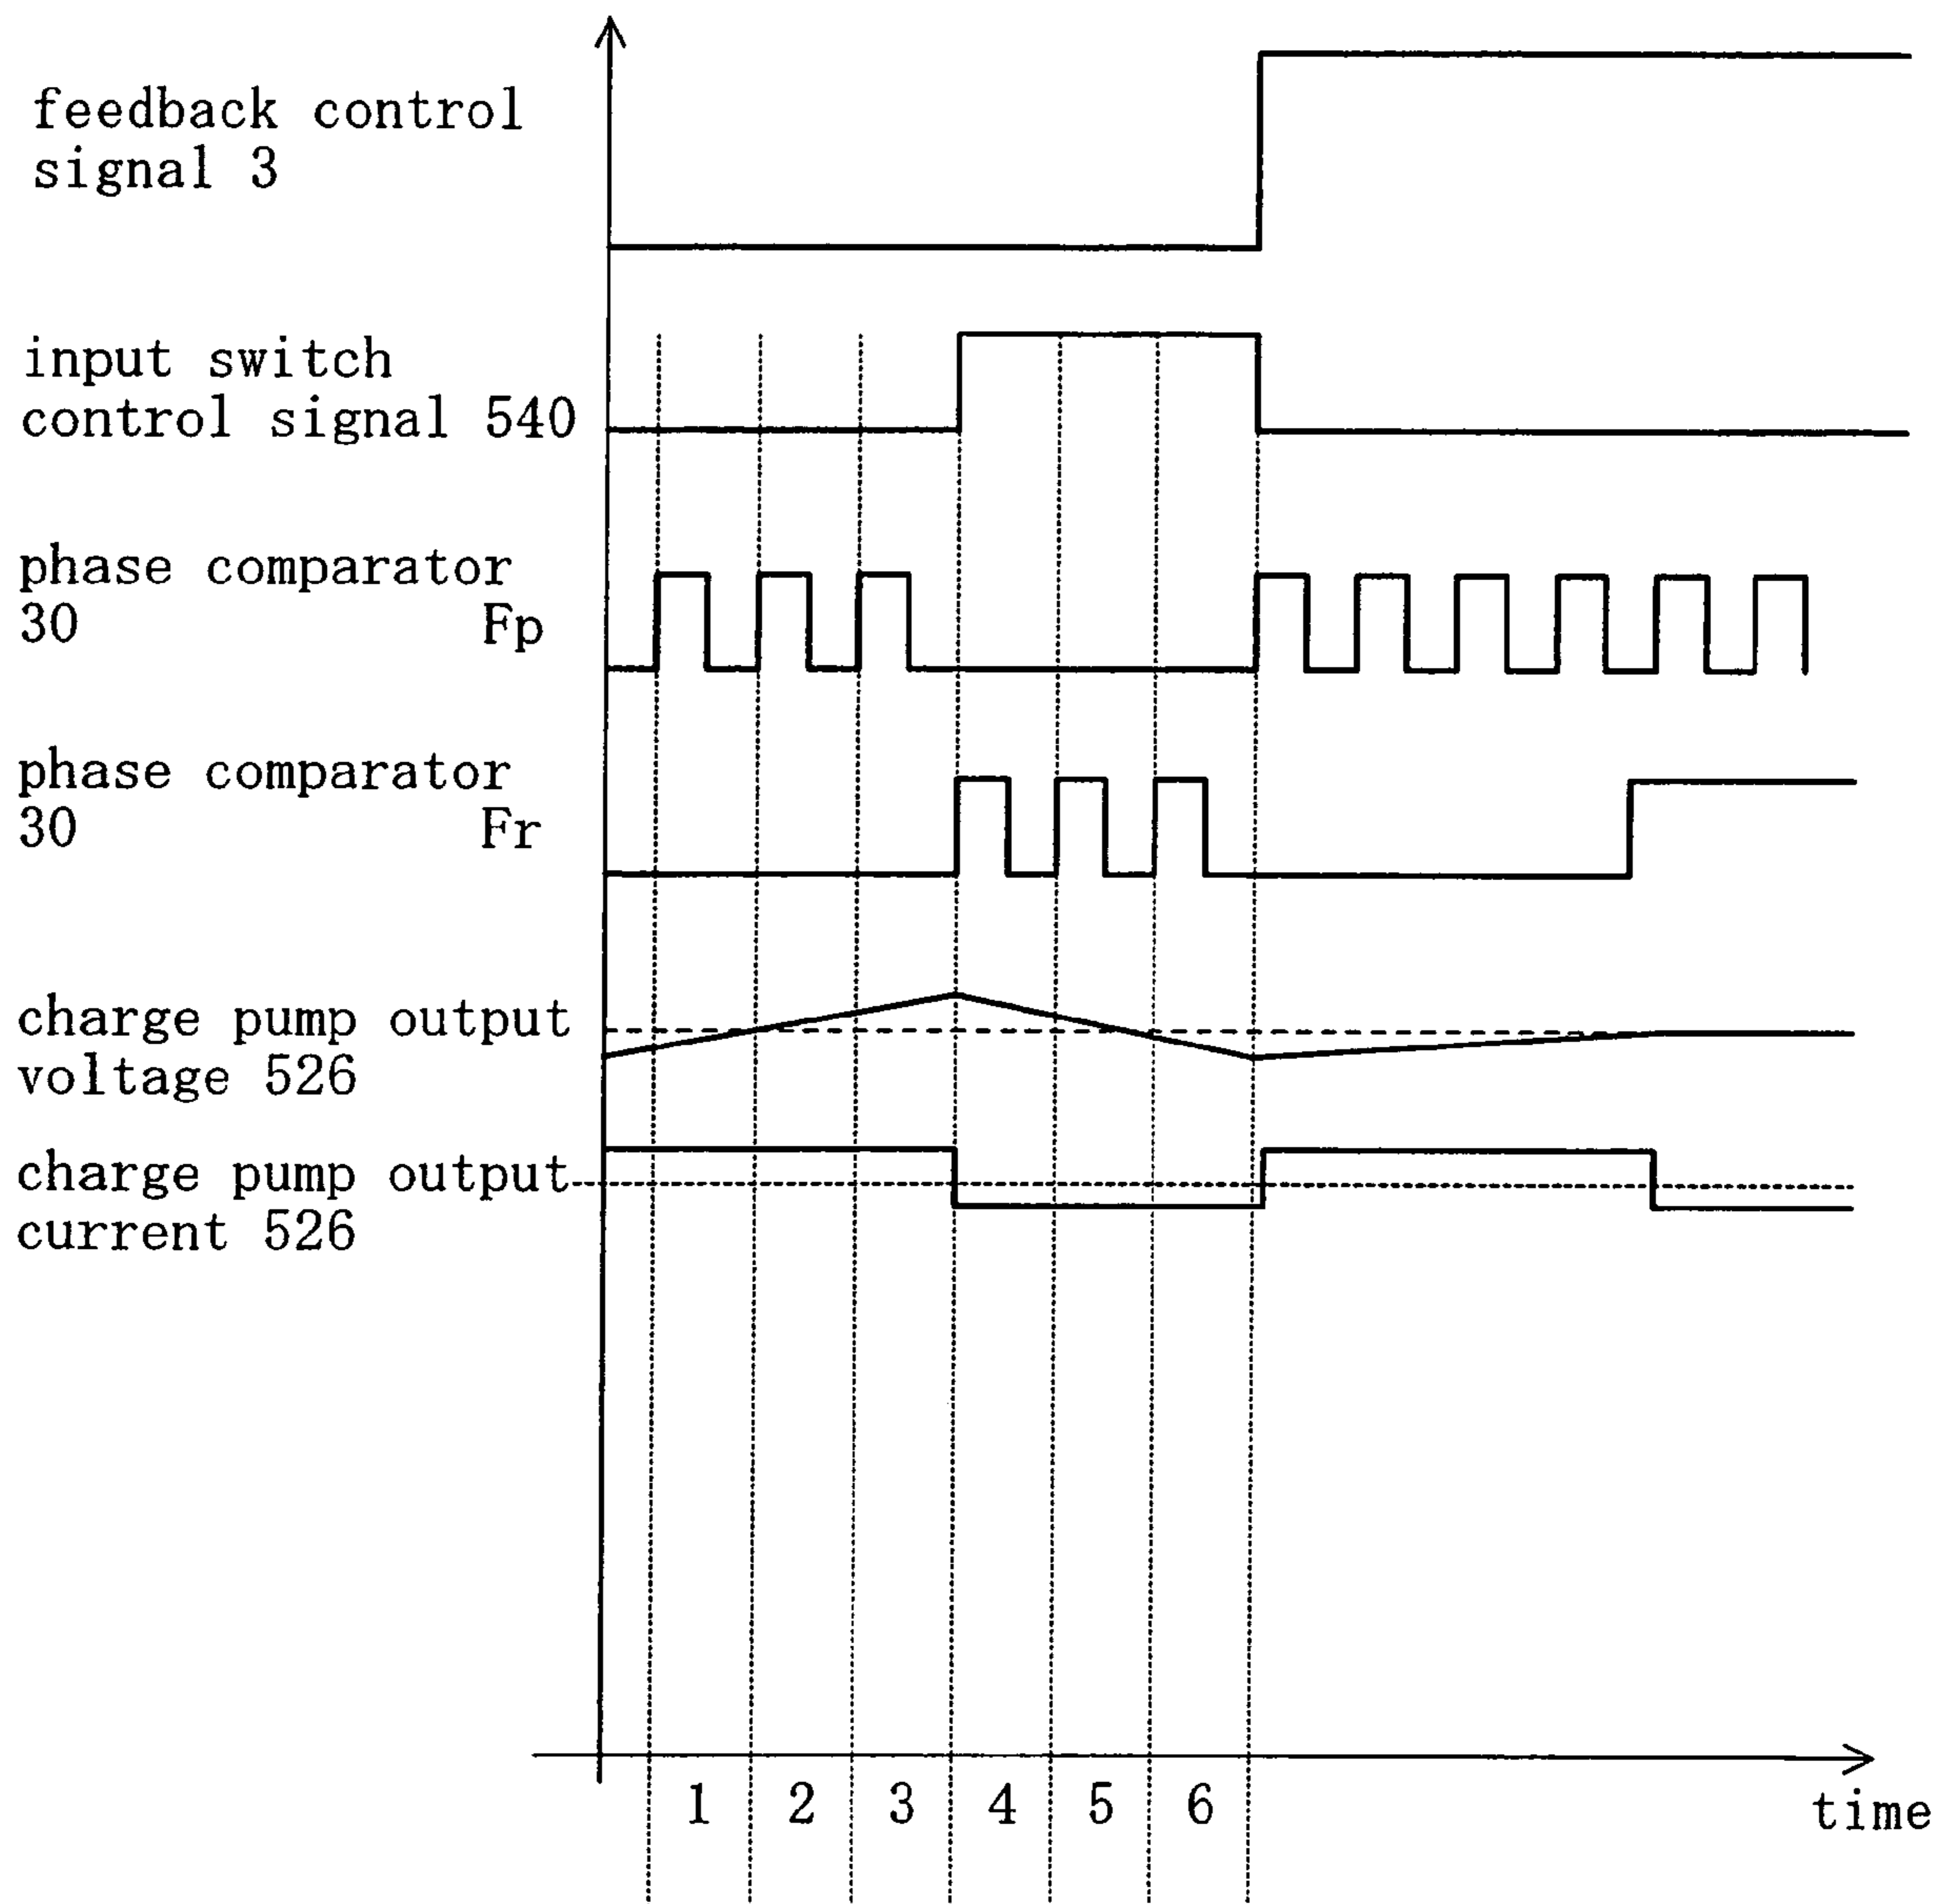 feedback control
signal 3
input switch
control signal 540
phase comparator
30 Fp
phase comparator
30 Fr
charge pump output
voltage 526
charge pump output
current 526
1 2 3 4 5 6
time